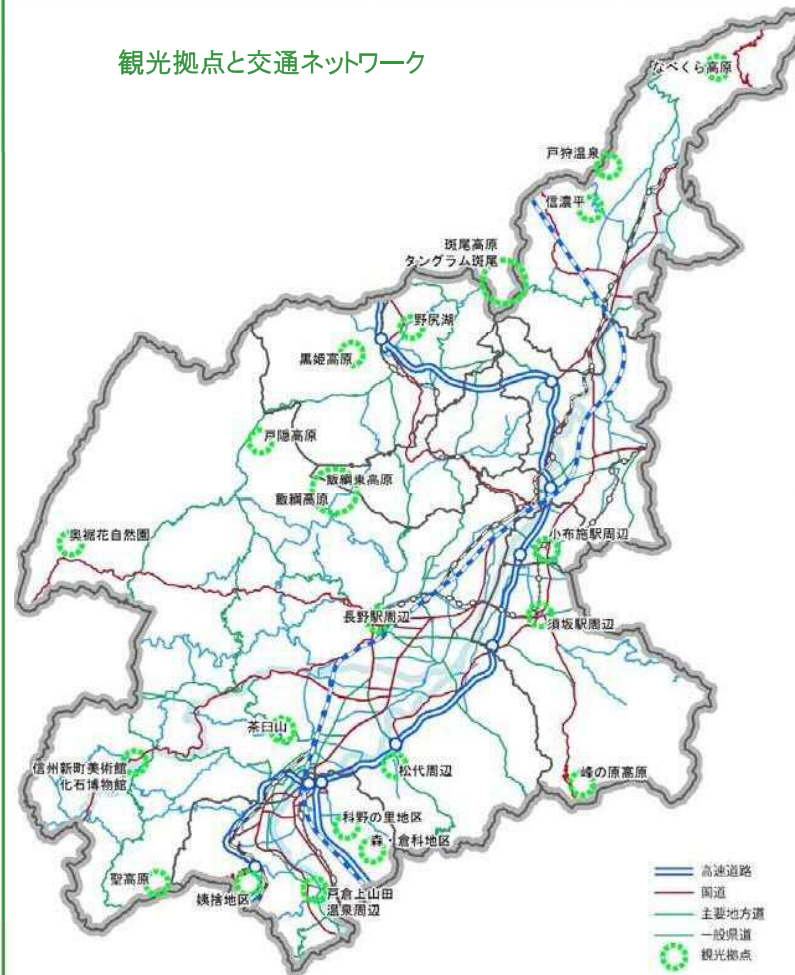 観光拠点と交通ネットワーク
なべくら高原
戸狩温泉
信濃平
斑尾高原
タングラム斑尾
野尻湖
黒姫高原
戸隠高原
飯綱東高原
飯綱高原
奥裾花自然園
小布施駅周辺
長野駅周辺
須坂駅周辺
茶臼山
信州新町美術館
化石博物館
松代周辺
峰の原高原
科野の里地区
森・倉科地区
聖高原
姨捨地区
戸倉上山田
温泉周辺
高速道路
国道
主要地方道
一般県道
観光拠点